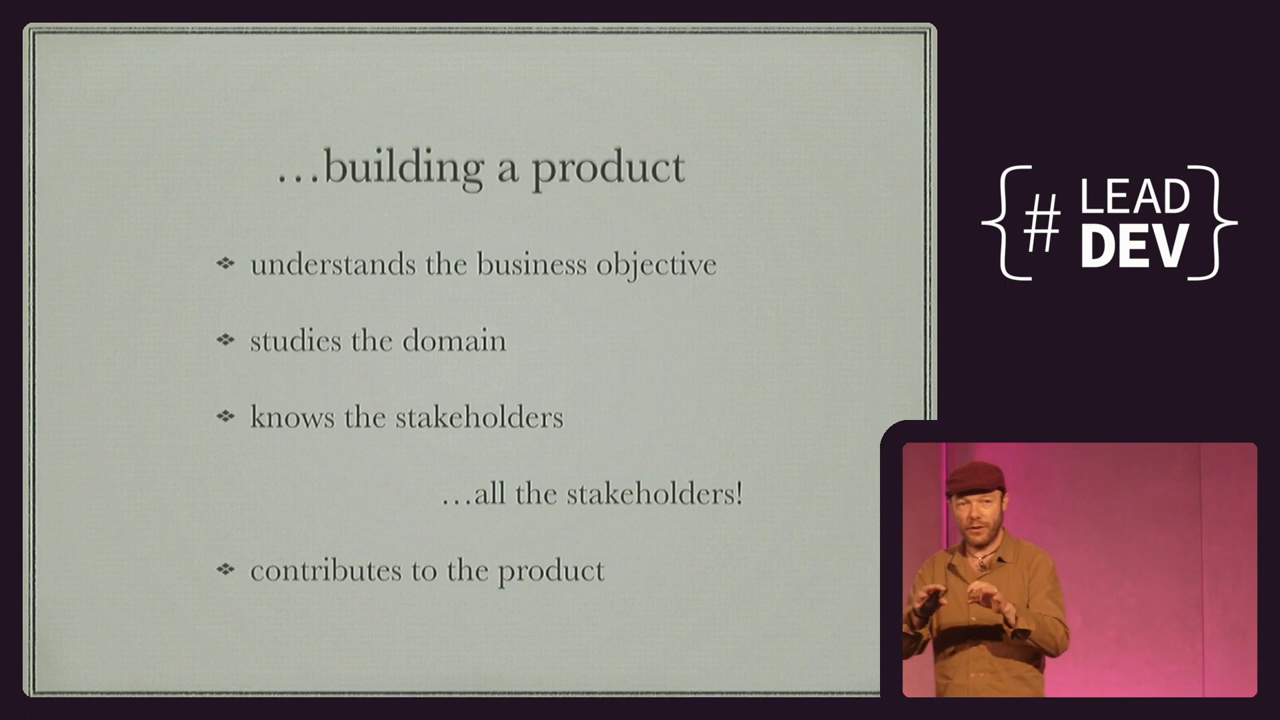 …building a product
❖ understands the business objective
❖ studies the domain
❖ knows the stakeholders
…all the stakeholders!
❖ contributes to the product
{# LEAD
DEV}